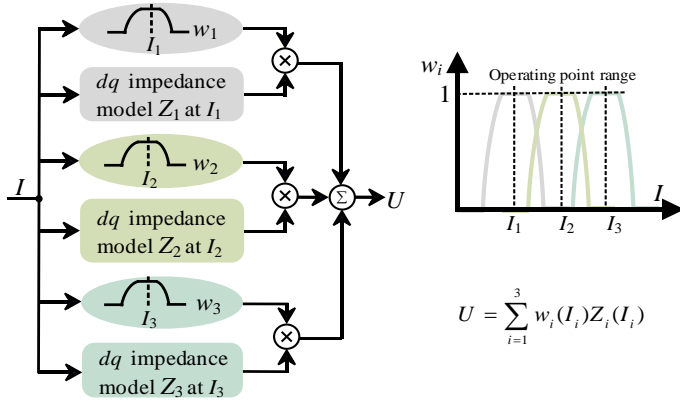 I
I₁
w₁
dq impedance
model Z₁ at I₁
×
I₂
w₂
dq impedance
model Z₂ at I₂
×
I₃
w₃
dq impedance
model Z₃ at I₃
×
Σ
U
wᵢ
Operating point range
1
I
I₁ I₂ I₃
U = ∑³ᵢ₌₁ wᵢ(Iᵢ)Zᵢ(Iᵢ)